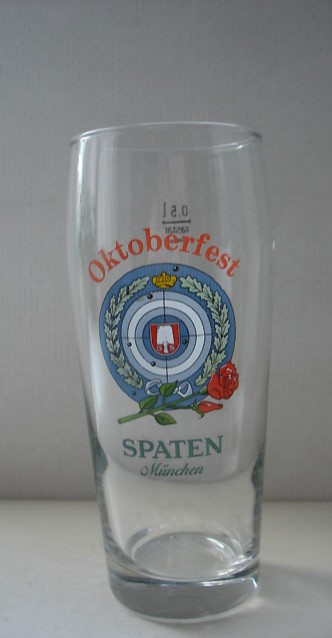 0.5 l
Oktoberfest
SPATEN
München